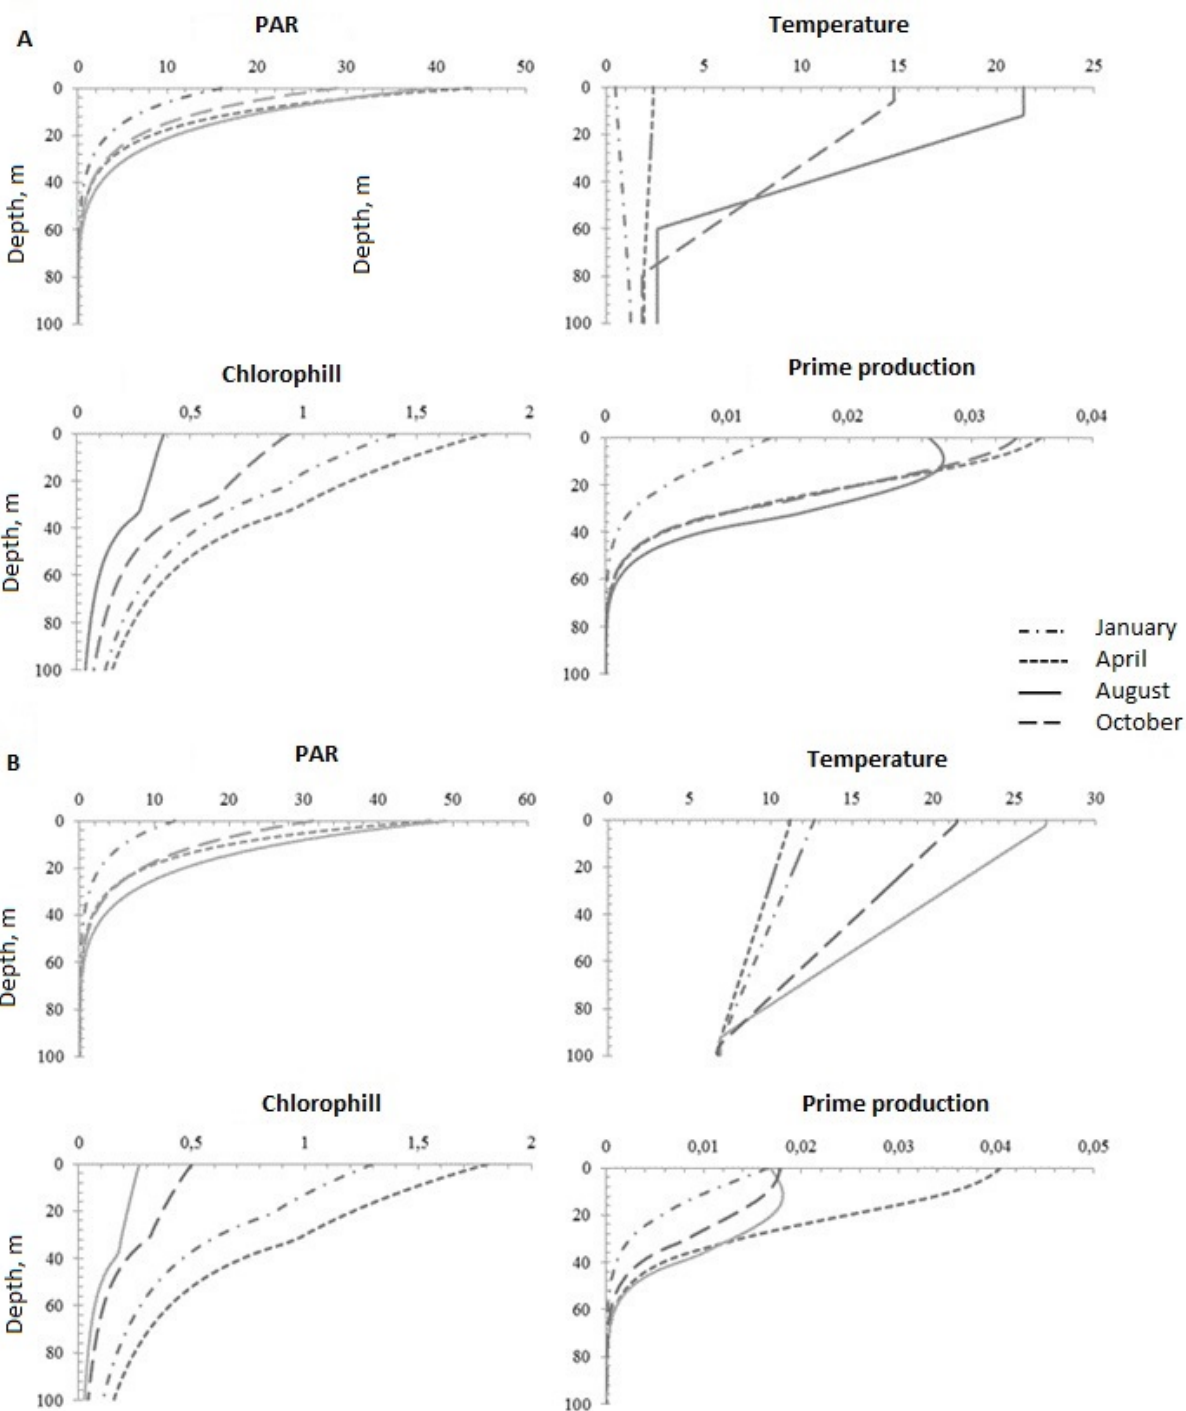 A
PAR
Temperature
0 10 20 30 40 50
0 5 10 15 20 25
0
20
40
60
80
100
Depth, m
Depth, m
0
20
40
60
80
100
Chlorophill
Prime production
0 0,5 1 1,5 2
0 0,01 0,02 0,03 0,04
0
20
40
60
80
100
Depth, m
0
20
40
60
80
100
January
April
August
October
B
PAR
Temperature
0 10 20 30 40 50 60
0 5 10 15 20 25 30
0
20
40
60
80
100
Depth, m
0
20
40
60
80
100
Chlorophill
Prime production
0 0,5 1 1,5 2
0 0,01 0,02 0,03 0,04 0,05
0
20
40
60
80
100
Depth, m
0
20
40
60
80
100